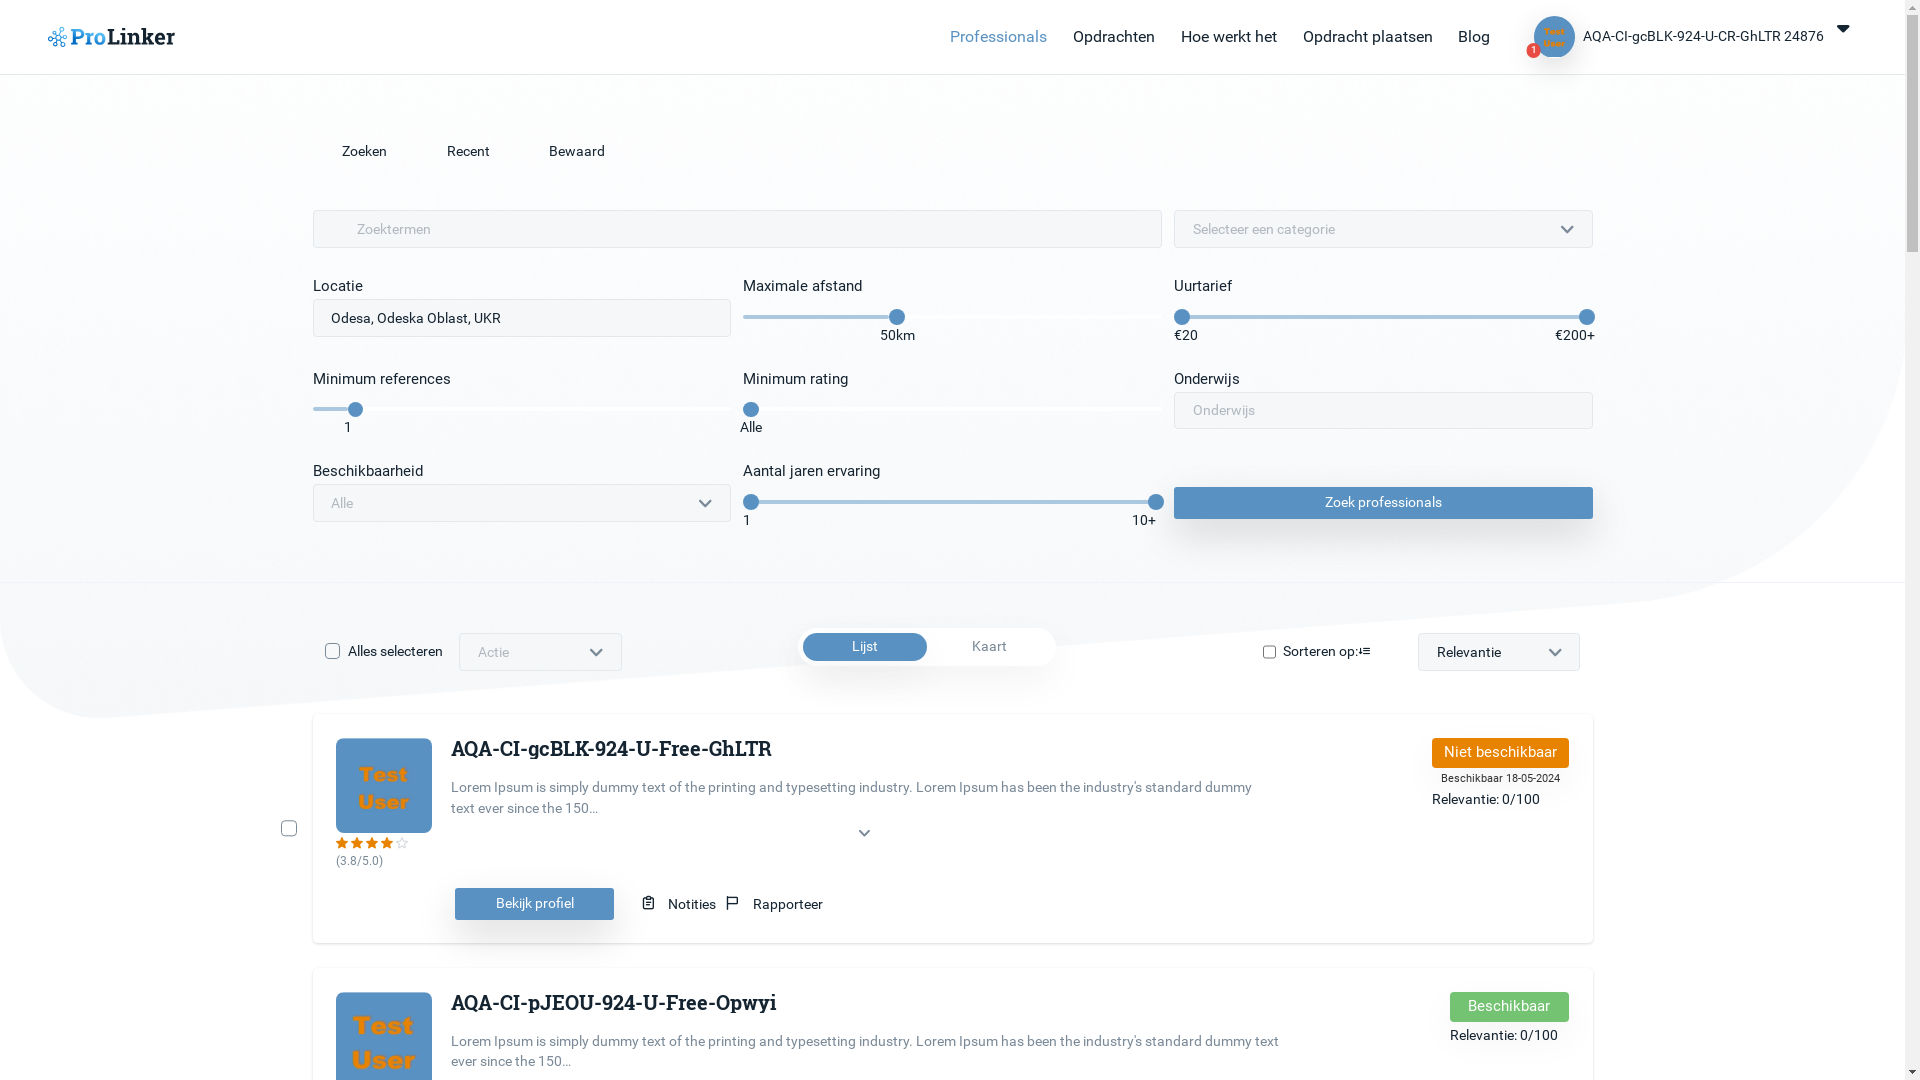 ProLinker
Professionals Opdrachten Hoe werkt het Opdracht plaatsen Blog
Test User
1
AQA-CI-gcBLK-924-U-CR-GhLTR 24876
Zoeken Recent Bewaard
Zoektermen
Selecteer een categorie
Locatie
Odesa, Odeska Oblast, UKR
Maximale afstand
50km
Uurtarief
€20 €200+
Minimum references
1
Minimum rating
Alle
Onderwijs
Onderwijs
Beschikbaarheid
Alle
Aantal jaren ervaring
1 10+
Zoek professionals
Alles selecteren
Actie
Lijst Kaart
Sorteren op:
Relevantie
Test
User
(3.8/5.0)
AQA-CI-gcBLK-924-U-Free-GhLTR
Lorem Ipsum is simply dummy text of the printing and typesetting industry. Lorem Ipsum has been the industry's standard dummy
text ever since the 150...
Niet beschikbaar
Beschikbaar 18-05-2024
Relevantie: 0/100
Bekijk profiel Notities Rapporteer
Test
User
AQA-CI-pJEOU-924-U-Free-Opwyi
Lorem Ipsum is simply dummy text of the printing and typesetting industry. Lorem Ipsum has been the industry's standard dummy text
ever since the 150...
Beschikbaar
Relevantie: 0/100